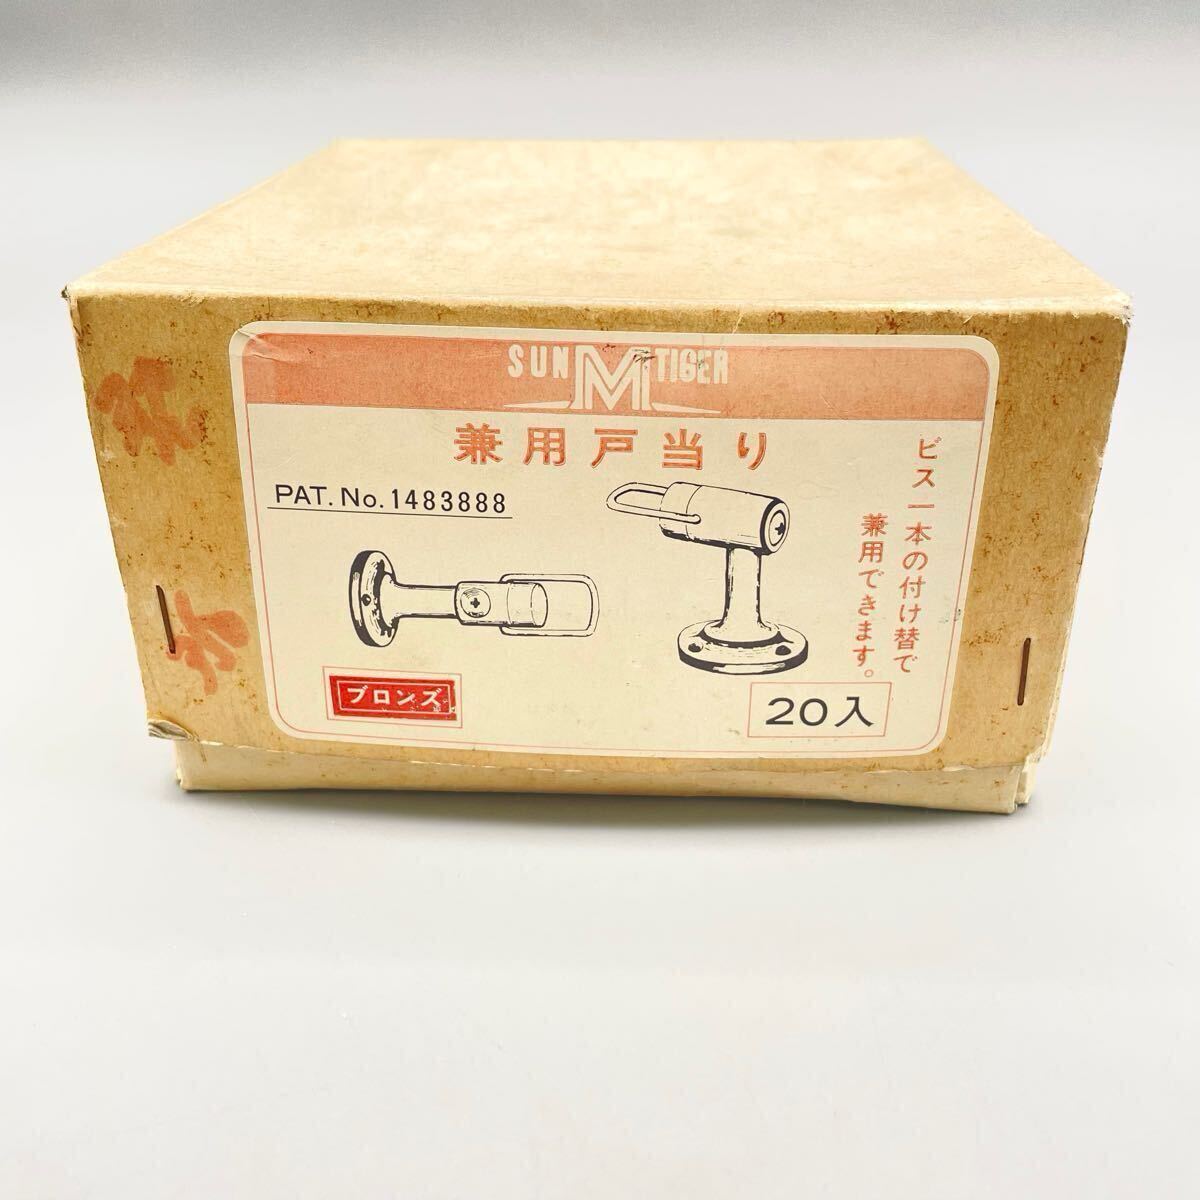 SUN M TIGER
兼用戸当り
PAT.No.1483888
ビス一本の付け替で
兼用できます。
ブロンズ
20入